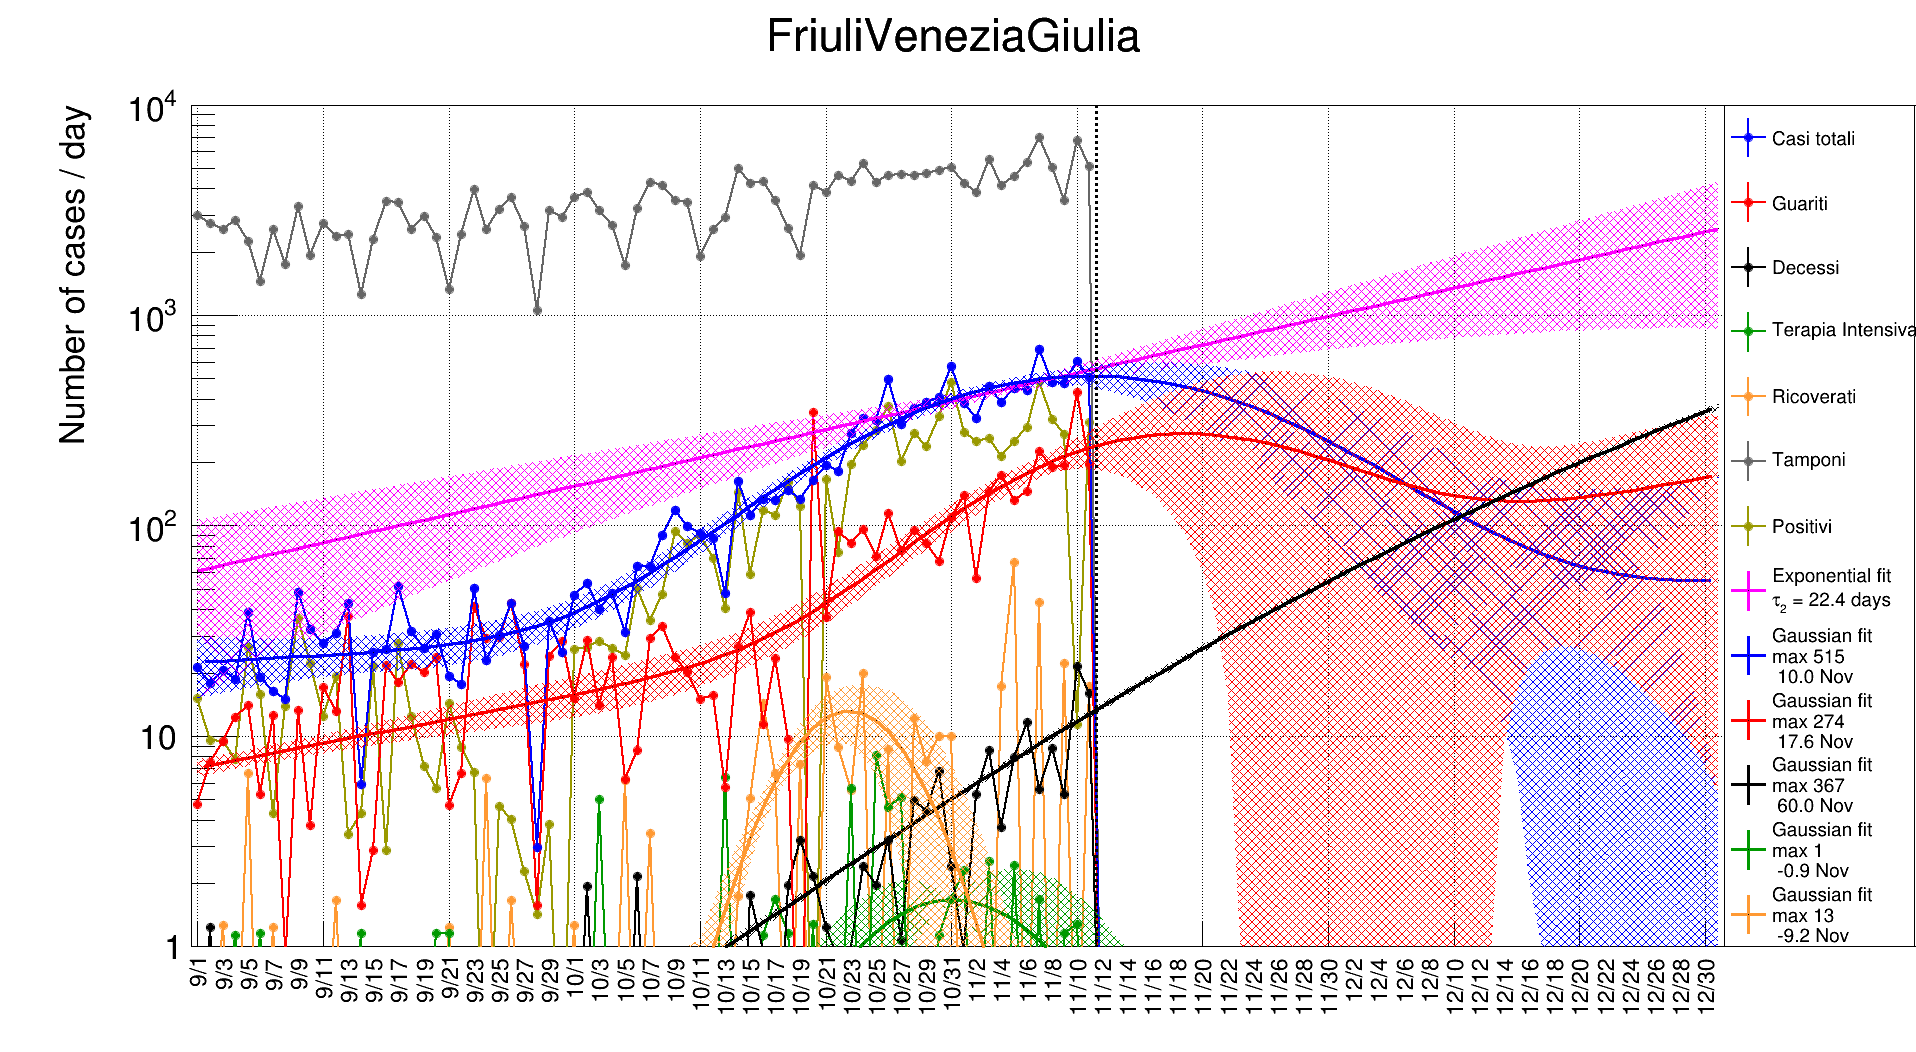 FriuliVeneziaGiulia
Number of cases / day
10^4
10^3
10^2
10
1
9/1
9/3
9/5
9/7
9/9
9/11
9/13
9/15
9/17
9/19
9/21
9/23
9/25
9/27
9/29
10/1
10/3
10/5
10/7
10/9
10/11
10/13
10/15
10/17
10/19
10/21
10/23
10/25
10/27
10/29
10/31
11/2
11/4
11/6
11/8
11/10
11/12
11/14
11/16
11/18
11/20
11/22
11/24
11/26
11/28
11/30
12/2
12/4
12/6
12/8
12/10
12/12
12/14
12/16
12/18
12/20
12/22
12/24
12/26
12/28
12/30
Casi totali
Guariti
Decessi
Terapia Intensiva
Ricoverati
Tamponi
Positivi
Exponential fit
τ₂ = 22.4 days
Gaussian fit
max 515
10.0 Nov
Gaussian fit
max 274
17.6 Nov
Gaussian fit
max 367
60.0 Nov
Gaussian fit
max 1
-0.9 Nov
Gaussian fit
max 13
-9.2 Nov